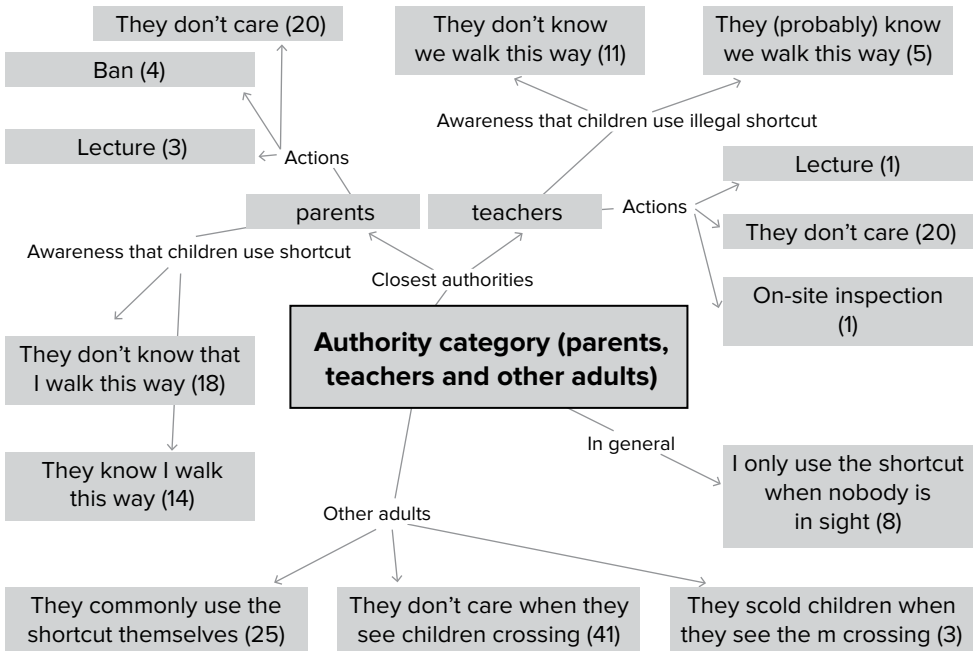 They don't care (20)
They don't know
we walk this way (11)
They (probably) know
we walk this way (5)
Ban (4)
Awareness that children use illegal shortcut
Lecture (3)
Actions
Lecture (1)
parents
teachers
Actions
They don't care (20)
Awareness that children use shortcut
Closest authorities
On-site inspection
(1)
Authority category (parents,
teachers and other adults)
They don't know that
I walk this way (18)
In general
They know I walk
this way (14)
I only use the shortcut
when nobody is
in sight (8)
Other adults
They commonly use the
shortcut themselves (25)
They don't care when they
see children crossing (41)
They scold children when
they see the m crossing (3)